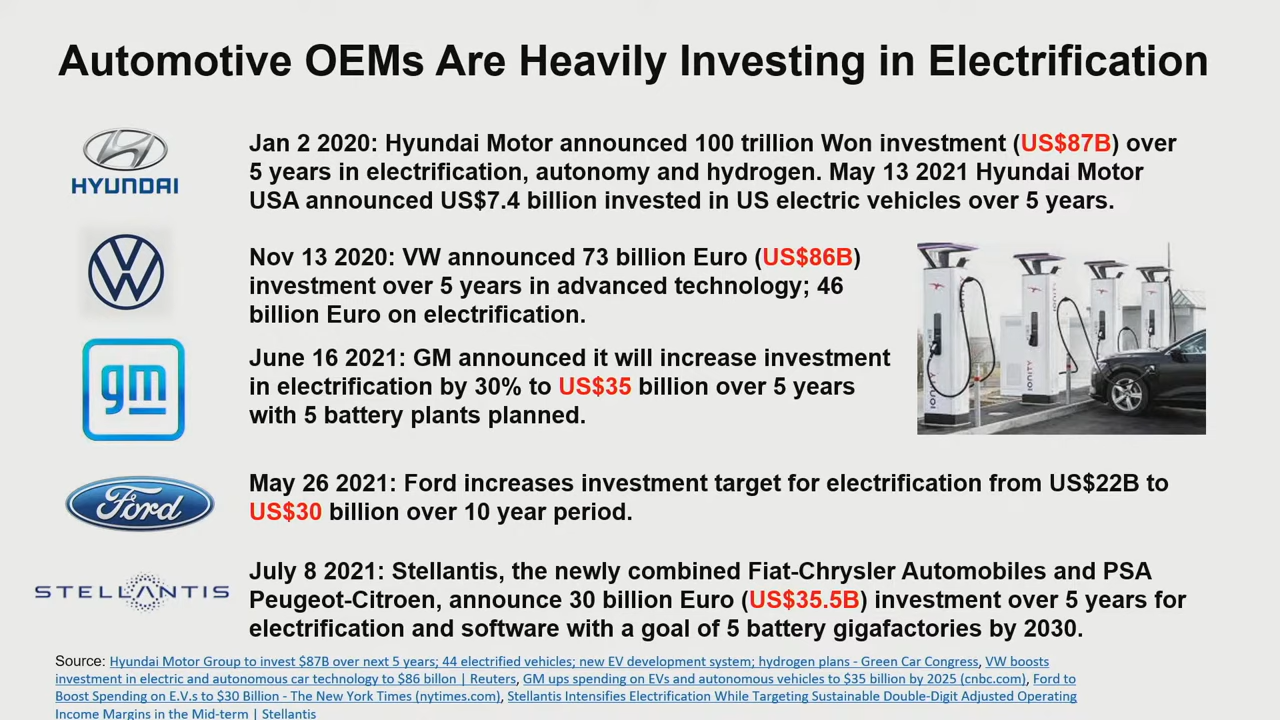 Automotive OEMs Are Heavily Investing in Electrification
HYUNDAI
Jan 2 2020: Hyundai Motor announced 100 trillion Won investment (US$87B) over
5 years in electrification, autonomy and hydrogen. May 13 2021 Hyundai Motor
USA announced US$7.4 billion invested in US electric vehicles over 5 years.
Nov 13 2020: VW announced 73 billion Euro (US$86B)
investment over 5 years in advanced technology; 46
billion Euro on electrification.
gm
June 16 2021: GM announced it will increase investment
in electrification by 30% to US$35 billion over 5 years
with 5 battery plants planned.
IONITY
IONITY
Ford
May 26 2021: Ford increases investment target for electrification from US$22B to
US$30 billion over 10 year period.
STELLANTIS
July 8 2021: Stellantis, the newly combined Fiat-Chrysler Automobiles and PSA
Peugeot-Citroen, announce 30 billion Euro (US$35.5B) investment over 5 years for
electrification and software with a goal of 5 battery gigafactories by 2030.
Source: Hyundai Motor Group to invest $87B over next 5 years; 44 electrified vehicles; new EV development system; hydrogen plans - Green Car Congress, VW boosts
investment in electric and autonomous car technology to $86 billon | Reuters, GM ups spending on EVs and autonomous vehicles to $35 billion by 2025 (cnbc.com), Ford to
Boost Spending on E.V.s to $30 Billion - The New York Times (nytimes.com), Stellantis Intensifies Electrification While Targeting Sustainable Double-Digit Adjusted Operating
Income Margins in the Mid-term | Stellantis